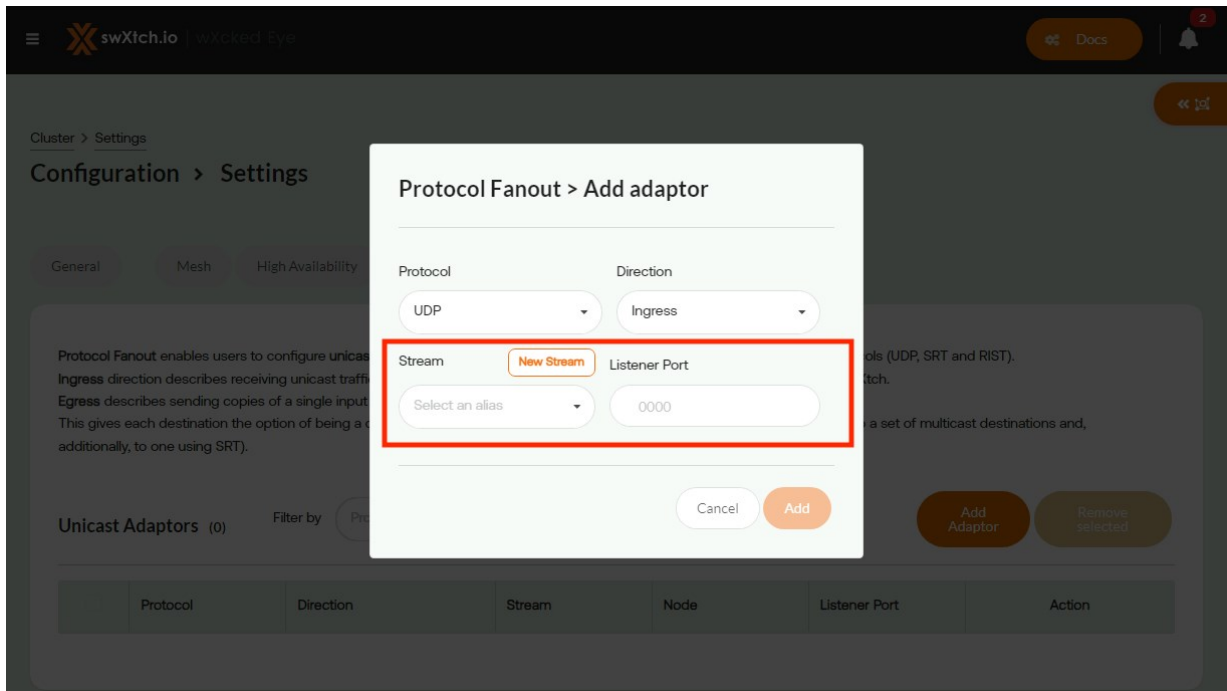 swXtch.io | wXcked Eye
Docs
2
Cluster > Settings
Configuration > Settings
General
Mesh
High Availability
Protocol Fanout enables users to configure unicas
ols (UDP, SRT and RIST).
Ingress direction describes receiving unicast traffi
Xtch.
Egress describes sending copies of a single input
This gives each destination the option of being a
a set of multicast destinations and,
additionally, to one using SRT).
Protocol Fanout > Add adaptor
Protocol
Direction
UDP
Ingress
Stream
New Stream
Listener Port
Select an alias
0000
Cancel
Add
Unicast Adaptors (0)
Filter by
Pro
Add
Adaptor
Remove
selected
Protocol
Direction
Stream
Node
Listener Port
Action